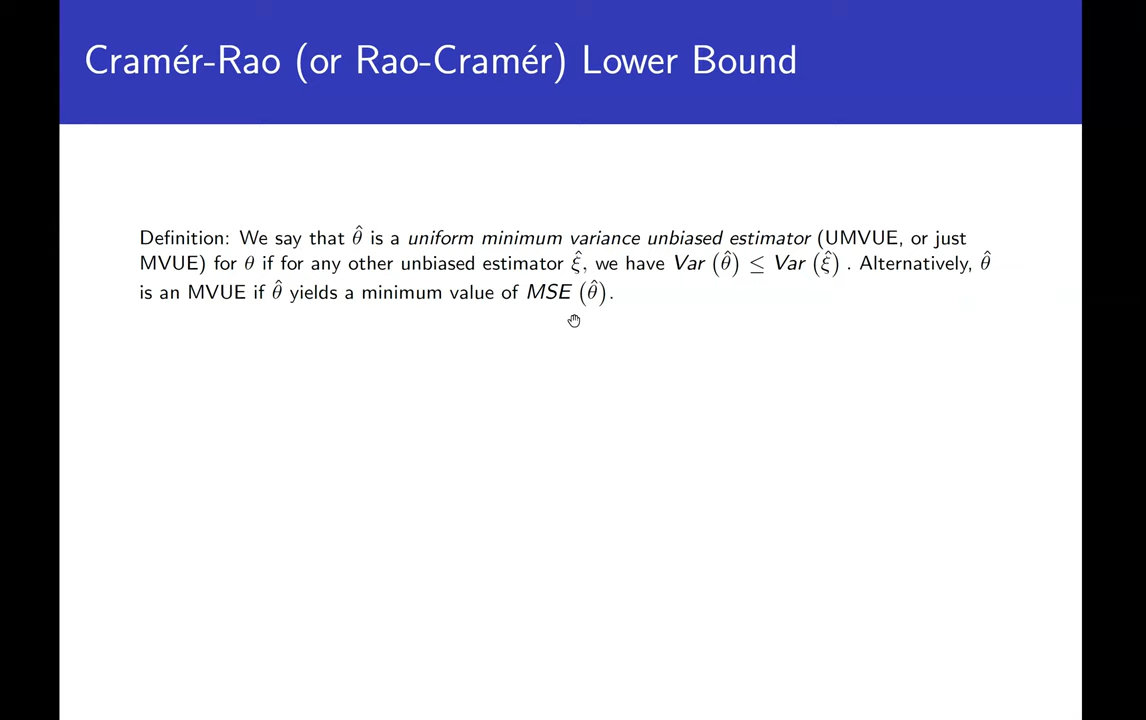 Cramér-Rao (or Rao-Cramér) Lower Bound
Definition: We say that θ̂ is a uniform minimum variance unbiased estimator (UMVUE, or just
MVUE) for θ if for any other unbiased estimator ξ̂, we have Var (θ̂) ≤ Var (ξ̂) . Alternatively, θ̂
is an MVUE if θ̂ yields a minimum value of MSE (θ̂).